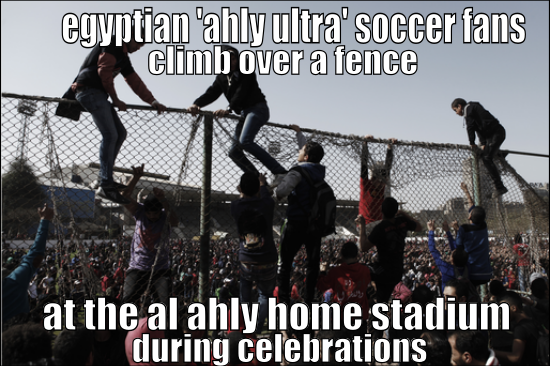 egyptian 'ahly ultra' soccer fans
climb over a fence
at the al ahly home stadium
during celebrations